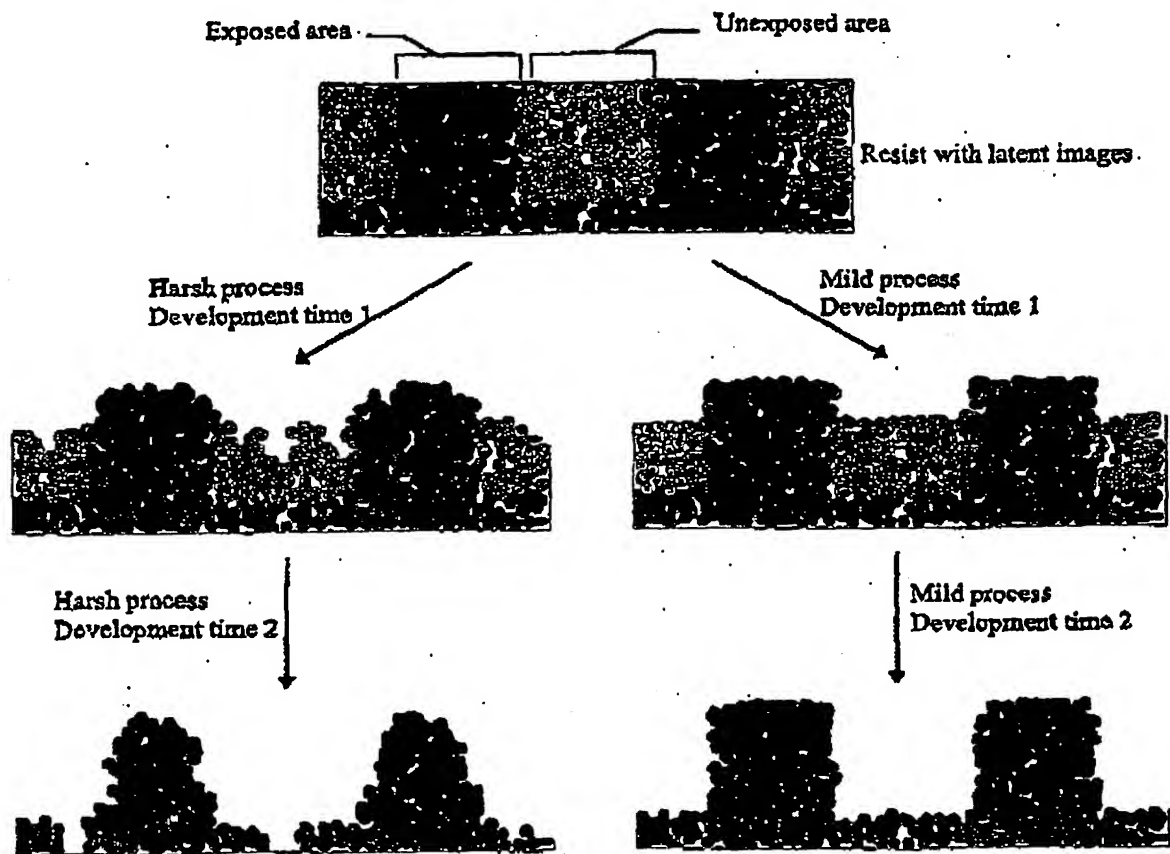 Exposed area
Unexposed area
Resist with latent images
Harsh process
Development time 1
Mild process
Development time 1
Harsh process
Development time 2
Mild process
Development time 2